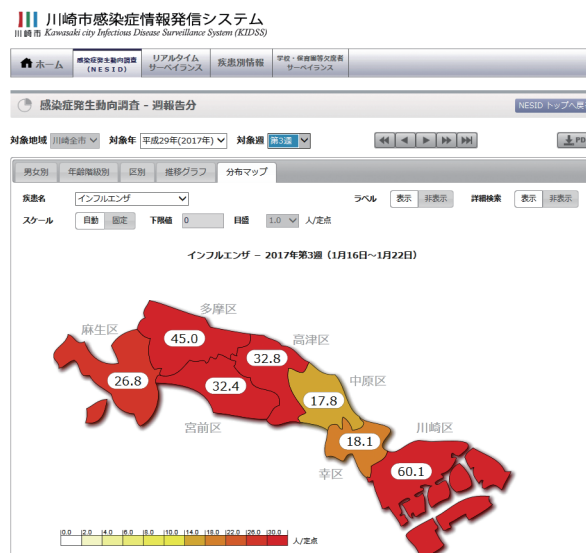 川崎市感染症情報発信システム
川崎市 Kawasaki city Infectious Disease Surveillance System (KIDSS)
ホーム
感染症発生動向調査
(NESID)
リアルタイム
サーベイランス
疾患別情報
学校・保育園等欠席者
サーベイランス
感染症発生動向調査 - 週報告分
NESID トップへ戻
対象地域 川崎全市 対象年 平成29年(2017年) 対象週 第3週
PD
男女別 年齢階級別 区別 推移グラフ 分布マップ
疾患名 インフルエンザ ラベル 表示 非表示 詳細検索 表示 非表示
スケール 自動 固定 下限値 0 目盛 1.0 人/定点
インフルエンザ － 2017年第3週（1月16日～1月22日）
多摩区
麻生区
45.0
高津区
32.8
26.8
32.4
中原区
17.8
宮前区
川崎区
18.1
幸区
60.1
0.0 2.0 4.0 6.0 8.0 10.0 14.0 18.0 22.0 26.0 30.0
人/定点